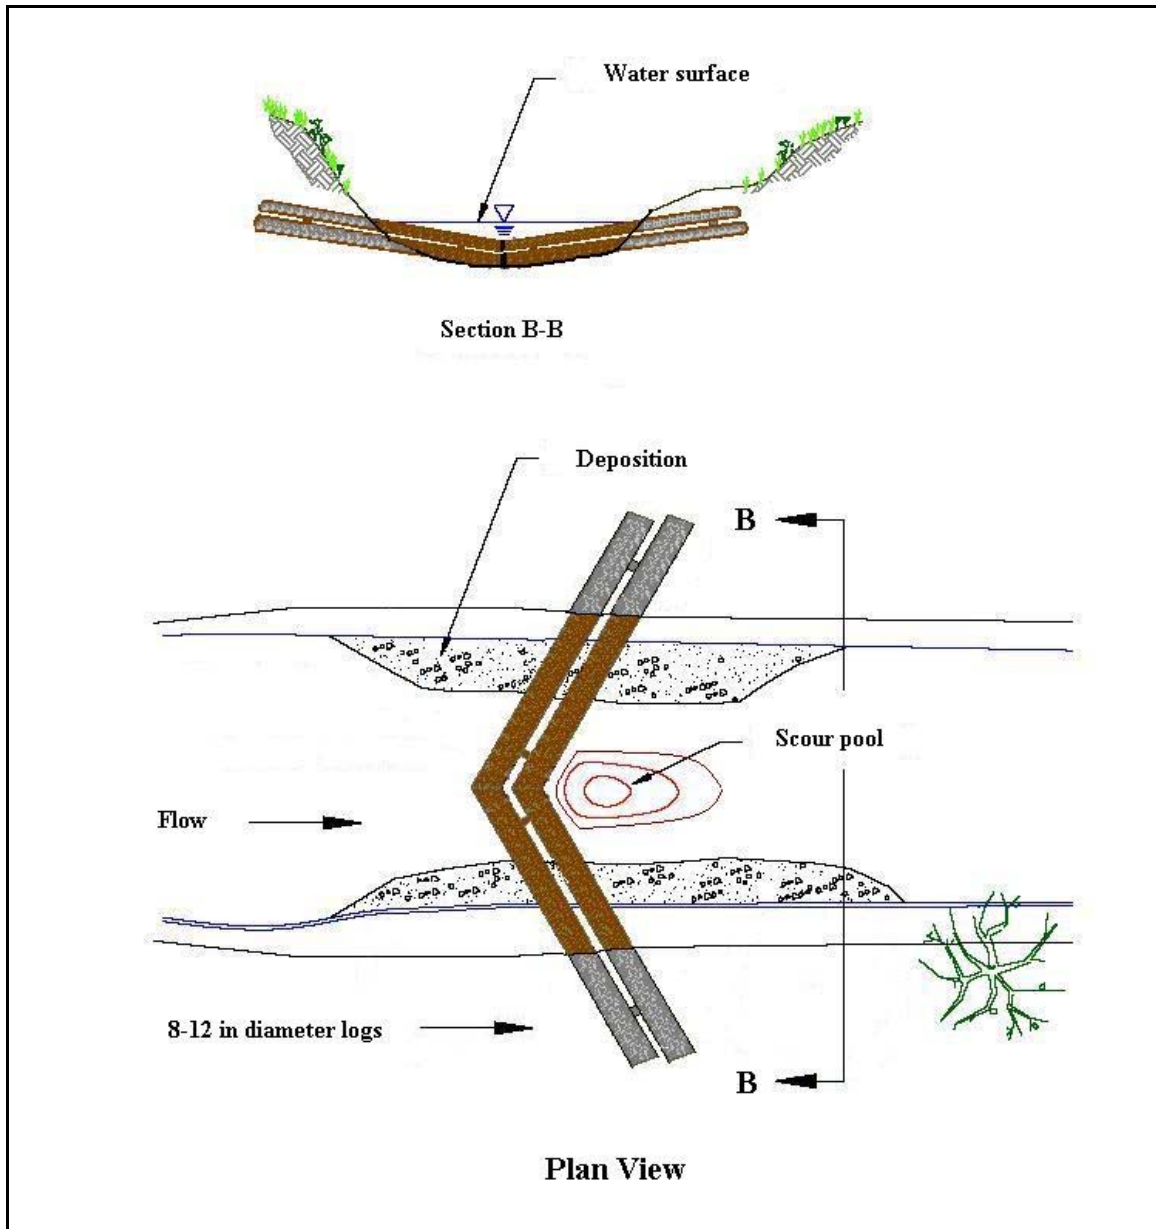 Water surface
Section B-B
Deposition
B
Scour pool
Flow
8-12 in diameter logs
B
Plan View